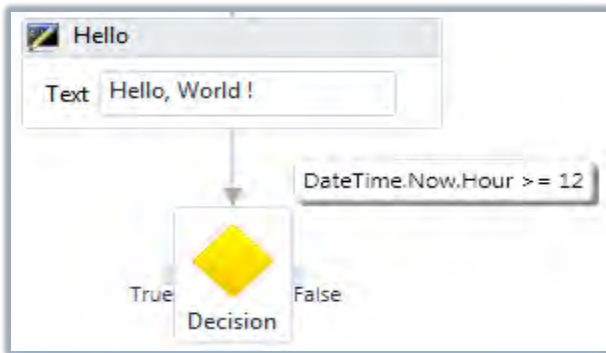 Hello
Text Hello, World !
DateTime.Now.Hour >= 12
True False
Decision